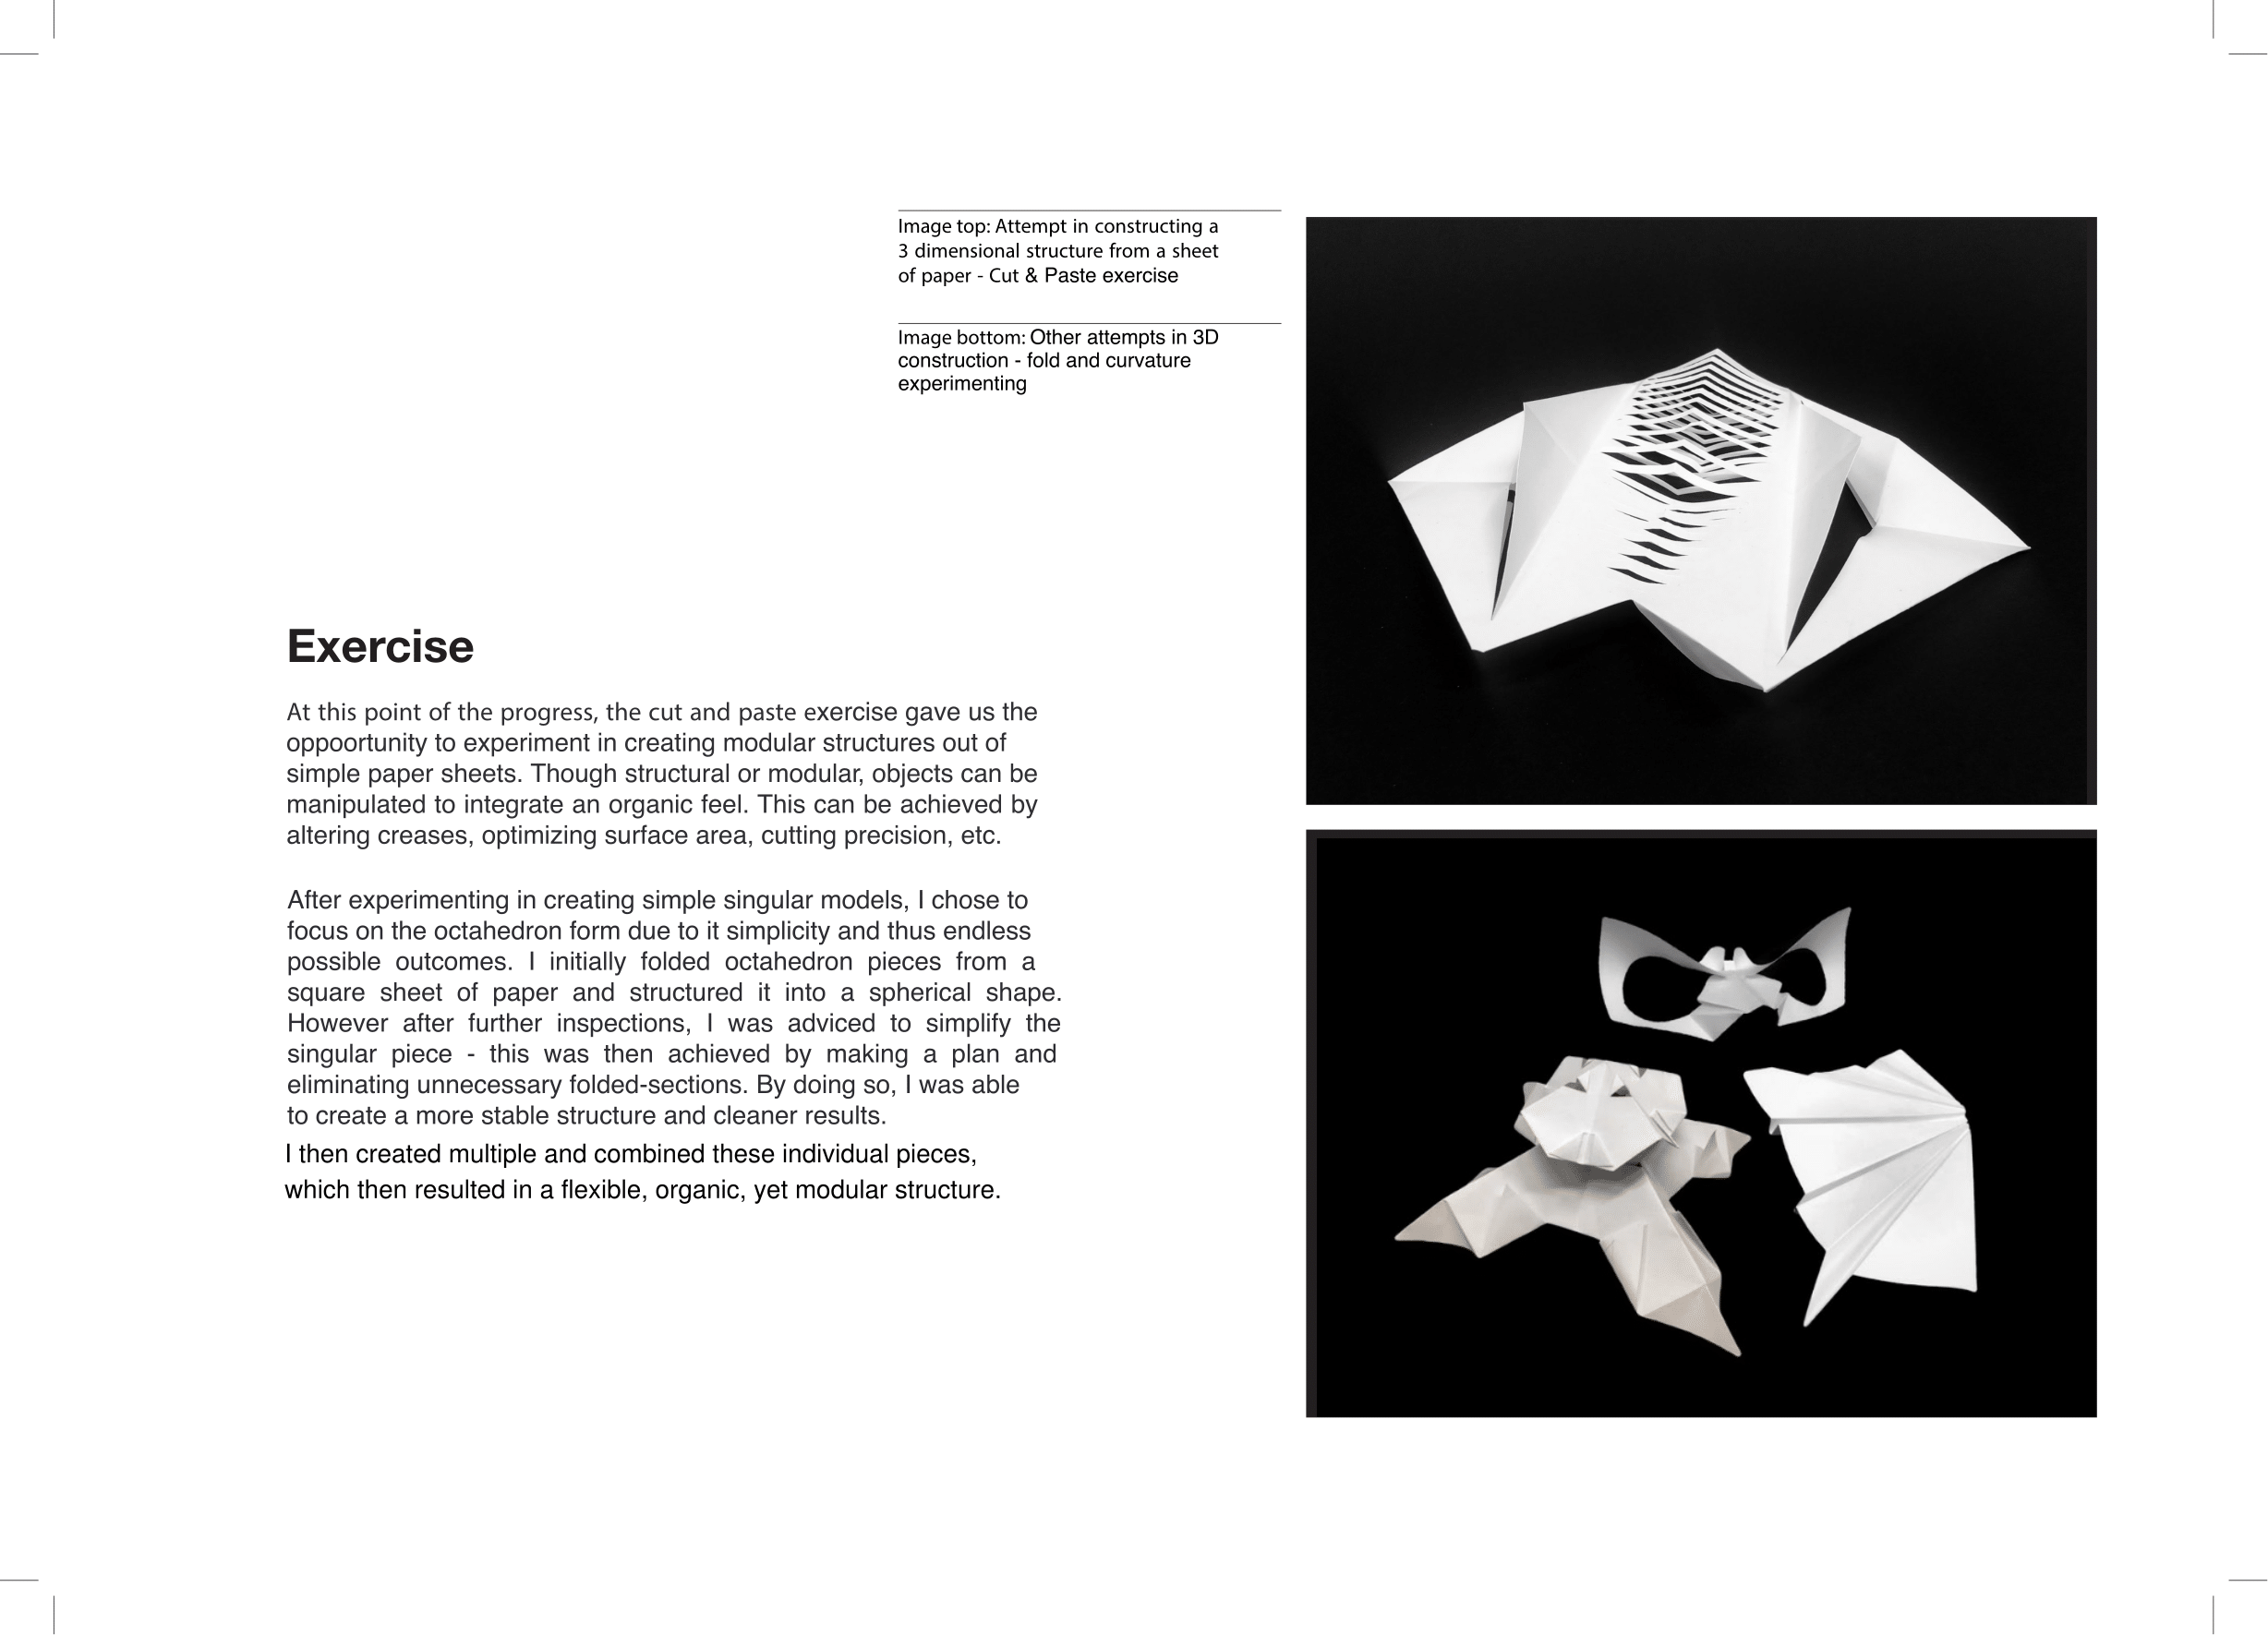 Image top: Attempt in constructing a
3 dimensional structure from a sheet
of paper - Cut & Paste exercise
Image bottom: Other attempts in 3D
construction - fold and curvature
experimenting
Exercise
At this point of the progress, the cut and paste exercise gave us the
oppoortunity to experiment in creating modular structures out of
simple paper sheets. Though structural or modular, objects can be
manipulated to integrate an organic feel. This can be achieved by
altering creases, optimizing surface area, cutting precision, etc.
After experimenting in creating simple singular models, I chose to
focus on the octahedron form due to it simplicity and thus endless
possible outcomes. I initially folded octahedron pieces from a
square sheet of paper and structured it into a spherical shape.
However after further inspections, I was adviced to simplify the
singular piece - this was then achieved by making a plan and
eliminating unnecessary folded-sections. By doing so, I was able
to create a more stable structure and cleaner results.
I then created multiple and combined these individual pieces,
which then resulted in a flexible, organic, yet modular structure.